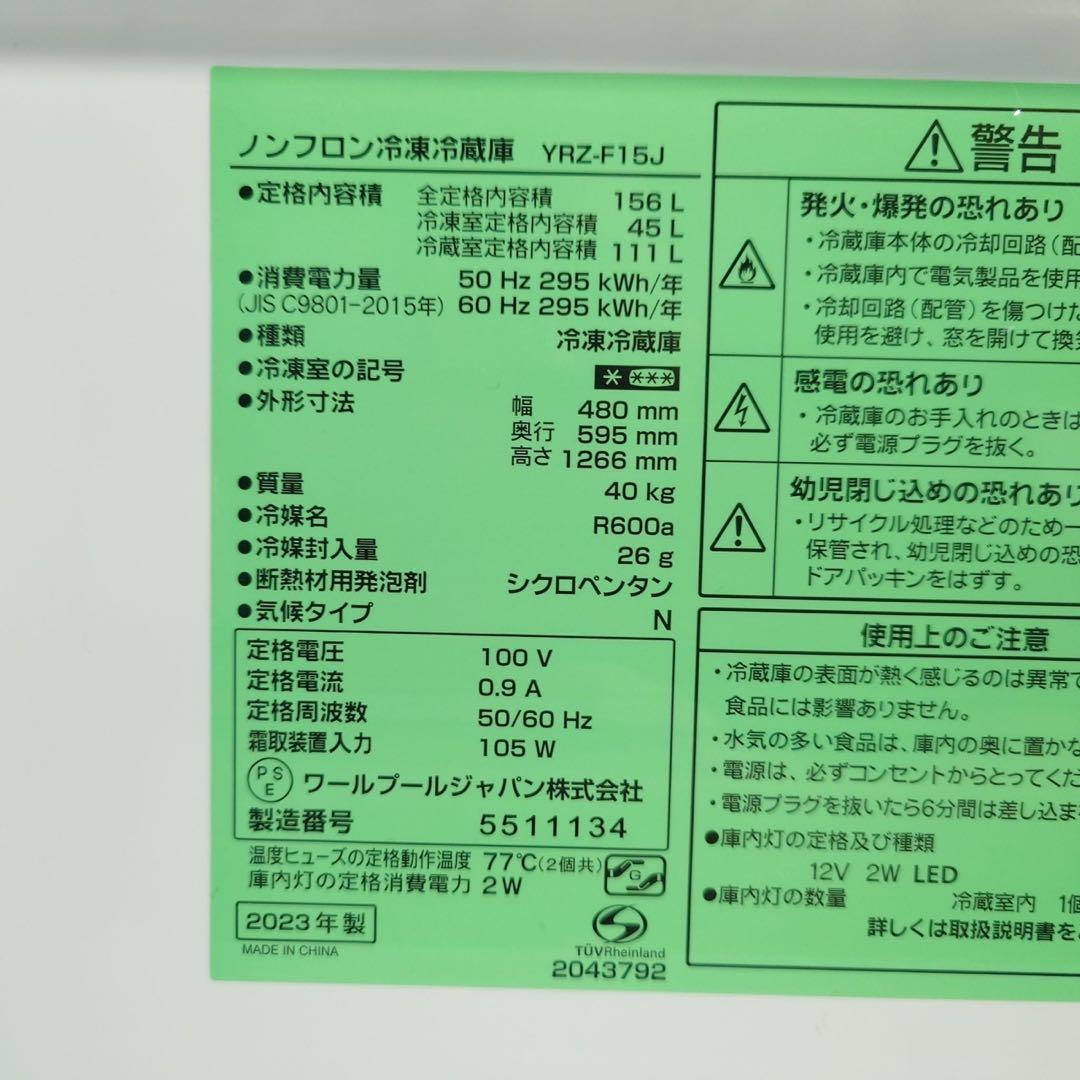 ノンフロン冷凍冷蔵庫 YRZ-F15J
●定格内容積 全定格内容積 156 L
冷凍室定格内容積 45 L
冷蔵室定格内容積 111 L
●消費電力量 50 Hz 295 kWh/年
(JIS C9801-2015年) 60 Hz 295 kWh/年
●種類 冷凍冷蔵庫
●冷凍室の記号 * ***
●外形寸法 幅 480 mm
奥行 595 mm
高さ 1266 mm
●質量 40 kg
●冷媒名 R600a
●冷媒封入量 26 g
●断熱材用発泡剤 シクロペンタン
●気候タイプ N
定格電圧 100 V
定格電流 0.9 A
定格周波数 50/60 Hz
霜取装置入力 105 W
PSE ワールプールジャパン株式会社
製造番号 5511134
温度ヒューズの定格動作温度 77℃(2個共)
庫内灯の定格消費電力 2W
G
2023年製
MADE IN CHINA
TÜVRheinland
2043792
警告
発火・爆発の恐れあり
・冷蔵庫本体の冷却回路(配
・冷蔵庫内で電気製品を使用
・冷却回路(配管)を傷つけた
使用を避け、窓を開けて換気
感電の恐れあり
・冷蔵庫のお手入れのときは
必ず電源プラグを抜く。
幼児閉じ込めの恐れあり
・リサイクル処理などのため一
保管され、幼児閉じ込めの恐
ドアパッキンをはずす。
使用上のご注意
・冷蔵庫の表面が熱く感じるのは異常で
食品には影響ありません。
・水気の多い食品は、庫内の奥に置かな
・電源は、必ずコンセントからとってくだ
・電源プラグを抜いたら6分間は差し込ま
●庫内灯の定格及び種類
12V 2W LED
●庫内灯の数量 冷蔵室内 1個
詳しくは取扱説明書を